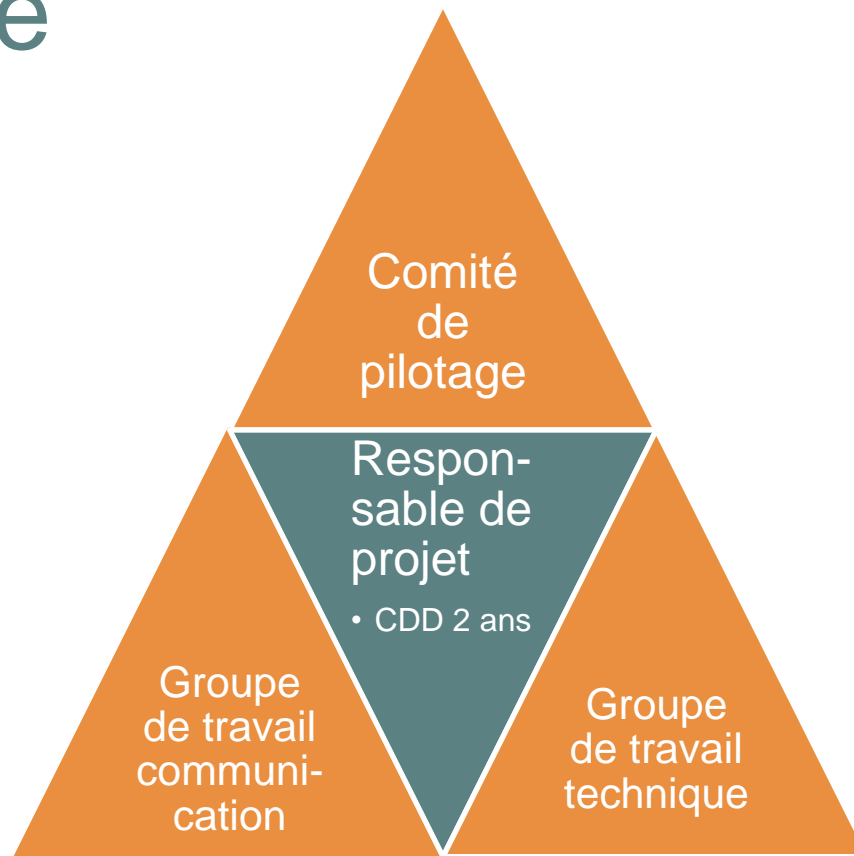 e
Comité
de
pilotage
Respon-
sable de
projet
• CDD 2 ans
Groupe
de travail
communi-
cation
Groupe
de travail
technique